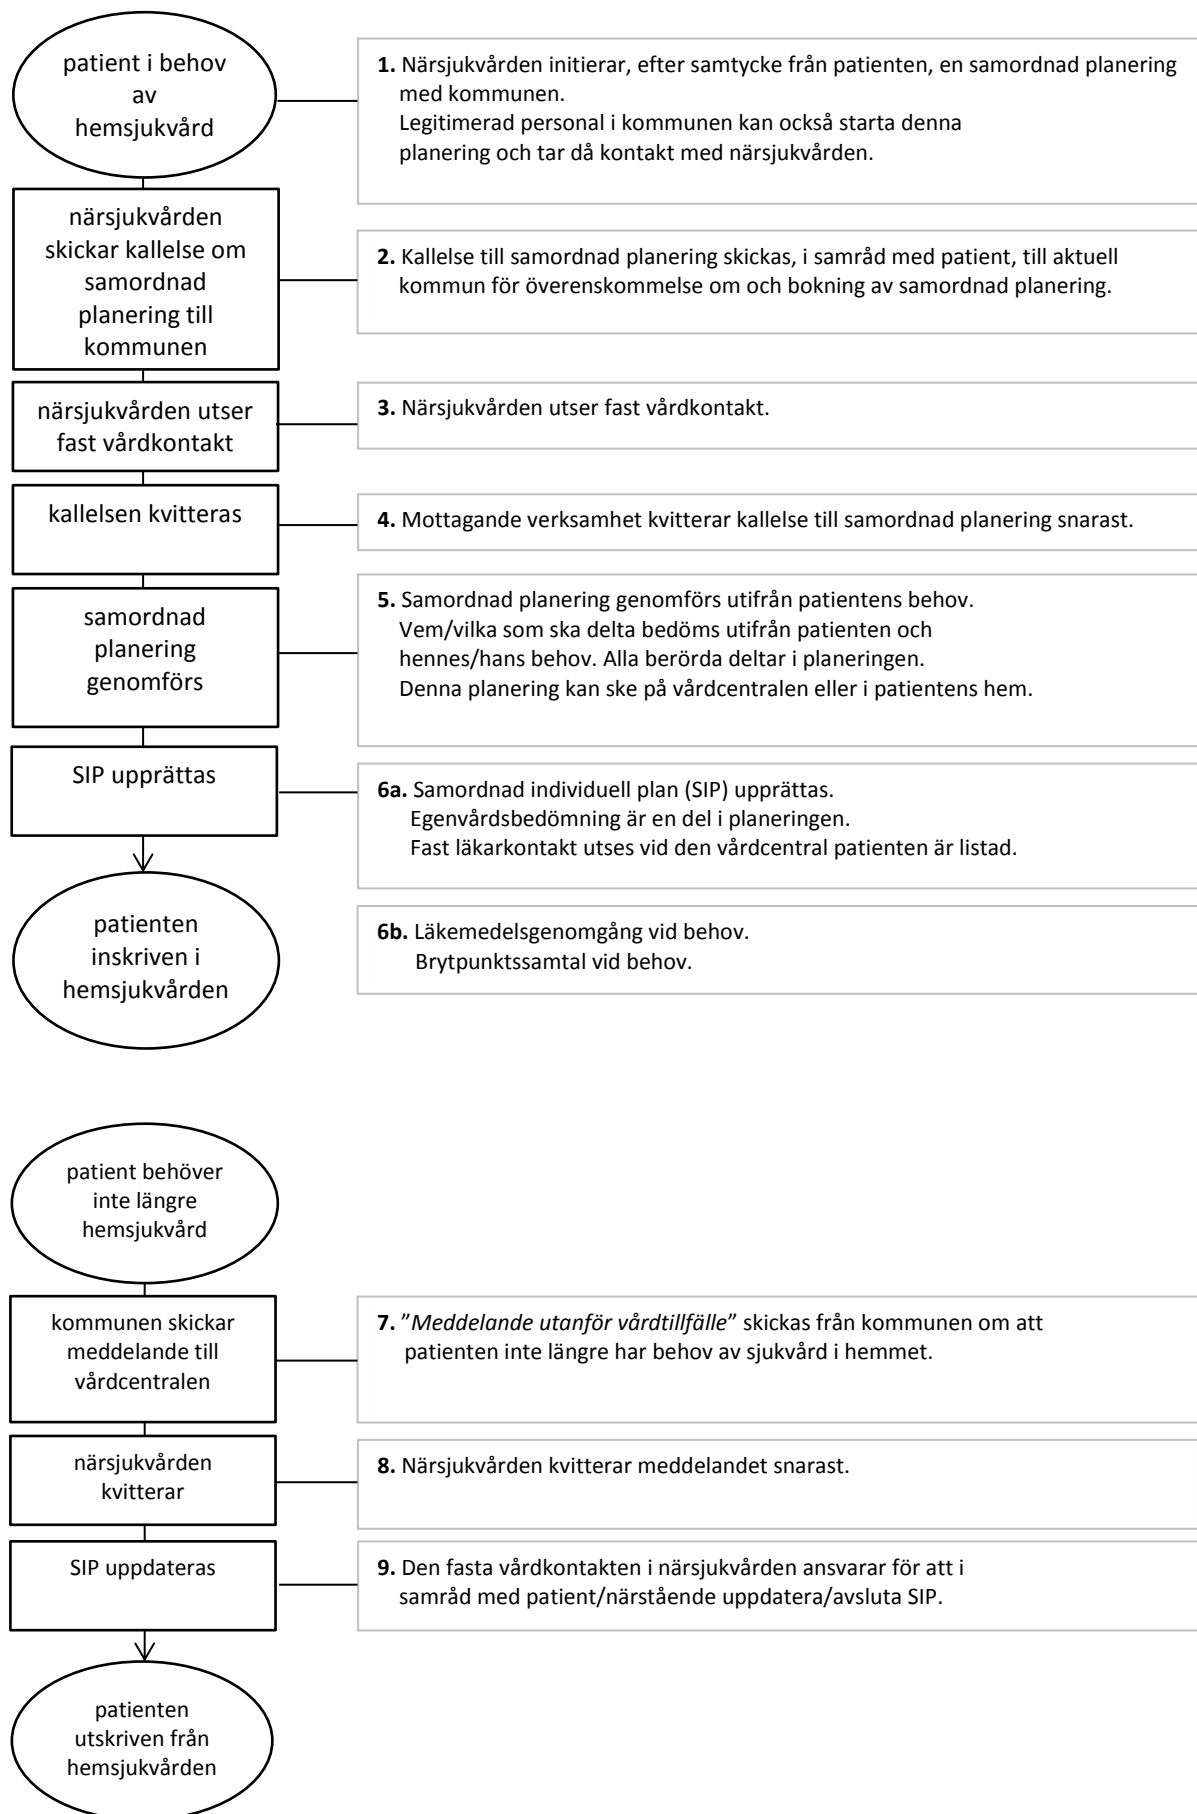 patient i behov
av
hemsjukvård
1. Närsjukvården initierar, efter samtycke från patienten, en samordnad planering
med kommunen.
Legitimerad personal i kommunen kan också starta denna
planering och tar då kontakt med närsjukvården.
närsjukvården
skickar kallelse om
samordnad
planering till
kommunen
2. Kallelse till samordnad planering skickas, i samråd med patient, till aktuell
kommun för överenskommelse om och bokning av samordnad planering.
närsjukvården utser
fast vårdkontakt
3. Närsjukvården utser fast vårdkontakt.
kallelsen kvitteras
4. Mottagande verksamhet kvitterar kallelse till samordnad planering snarast.
samordnad
planering
genomförs
5. Samordnad planering genomförs utifrån patientens behov.
Vem/vilka som ska delta bedöms utifrån patienten och
hennes/hans behov. Alla berörda deltar i planeringen.
Denna planering kan ske på vårdcentralen eller i patientens hem.
SIP upprättas
6a. Samordnad individuell plan (SIP) upprättas.
Egenvårdsbedömning är en del i planeringen.
Fast läkarkontakt utses vid den vårdcentral patienten är listad.
patienten
inskriven i
hemsjukvården
6b. Läkemedelsgenomgång vid behov.
Brytpunktssamtal vid behov.
patient behöver
inte längre
hemsjukvård
kommunen skickar
meddelande till
vårdcentralen
7. ”Meddelande utanför vårdtillfälle” skickas från kommunen om att
patienten inte längre har behov av sjukvård i hemmet.
närsjukvården
kvitterar
8. Närsjukvården kvitterar meddelandet snarast.
SIP uppdateras
9. Den fasta vårdkontakten i närsjukvården ansvarar för att i
samråd med patient/närstående uppdatera/avsluta SIP.
patienten
utskriven från
hemsjukvården